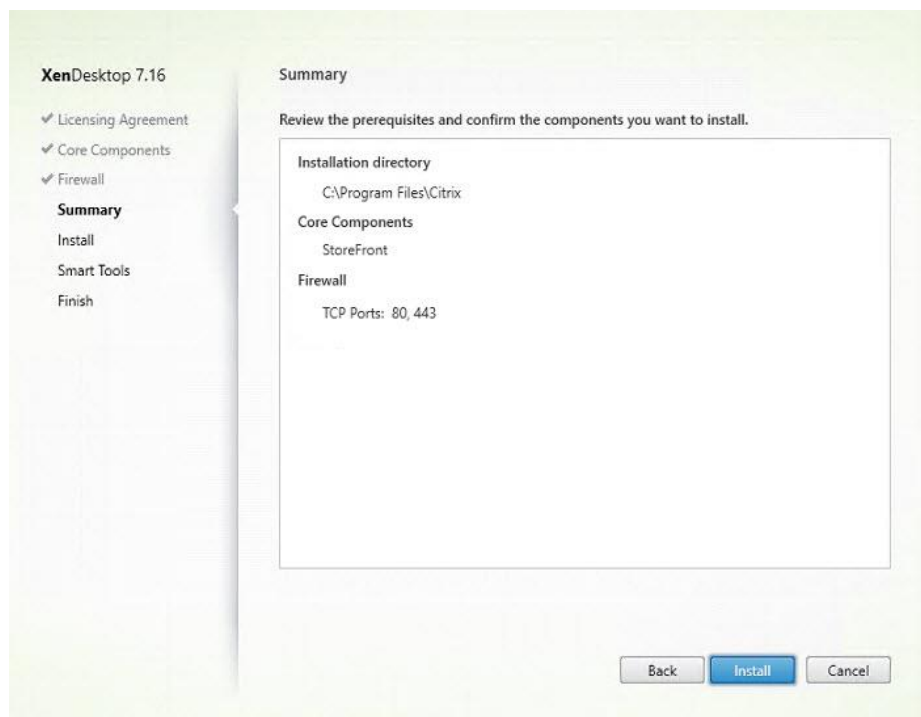 XenDesktop 7.16
Licensing Agreement
Core Components
Firewall
Summary
Install
Smart Tools
Finish
Summary
Review the prerequisites and confirm the components you want to install.
Installation directory
C:\Program Files\Citrix
Core Components
StoreFront
Firewall
TCP Ports: 80, 443
Back
Install
Cancel